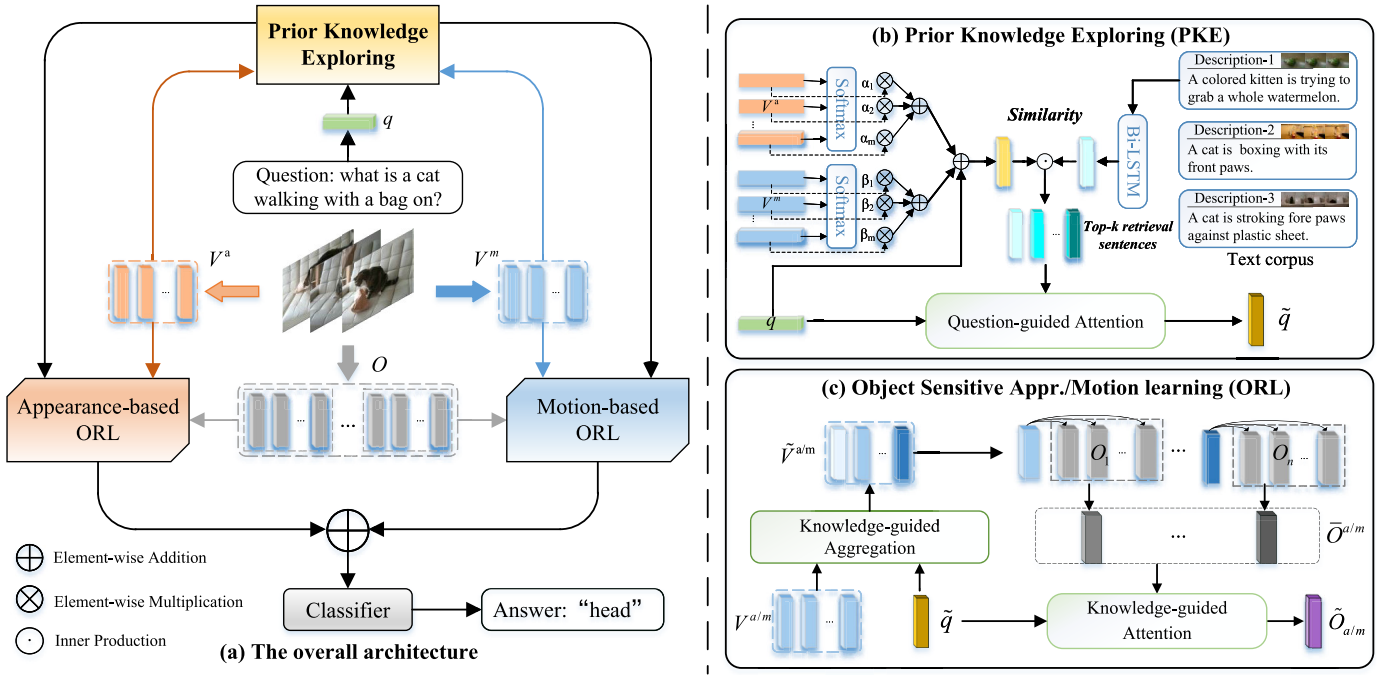 Prior Knowledge
Exploring
q
Question: what is a cat
walking with a bag on?
V^a
V^m
...
...
O
Appearance-based
ORL
... ... ...
Motion-based
ORL
Element-wise Addition
Element-wise Multiplication
Inner Production
Classifier
Answer: “head”
(a) The overall architecture
(b) Prior Knowledge Exploring (PKE)
V^a
...
Softmax
α₁
α₂
αₘ
V^m
...
Softmax
β₁
β₂
βₘ
Similarity
Bi-LSTM
Description-1
A colored kitten is trying to
grab a whole watermelon.
Description-2
A cat is boxing with its
front paws.
Description-3
A cat is stroking fore paws
against plastic sheet.
Text corpus
...
Top-k retrieval
sentences
q
Question-guided Attention
q̃
(c) Object Sensitive Appr./Motion learning (ORL)
Ṽ^a/m
...
O₁ ...
...
Oₙ ...
Knowledge-guided
Aggregation
...
Ō^a/m
V^a/m
...
q̃
Knowledge-guided
Attention
Õ_a/m